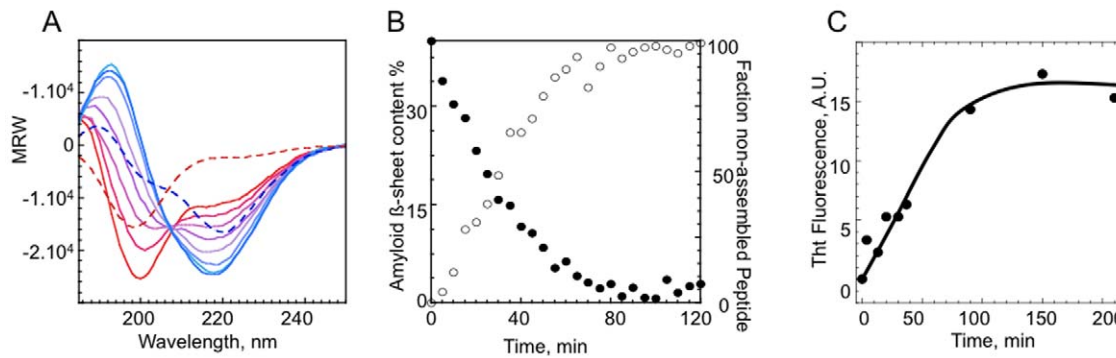 A
B
C
-1.10⁴
0
-1.10⁴
-2.10⁴
MRW
200
220
240
Wavelength, nm
30
15
0
Amyloid ß-sheet content %
100
50
0
Faction non-assembled Peptide
0
40
80
120
Time, min
15
10
5
0
Tht Fluorescence, A.U.
0
50
100
150
200
Time, min